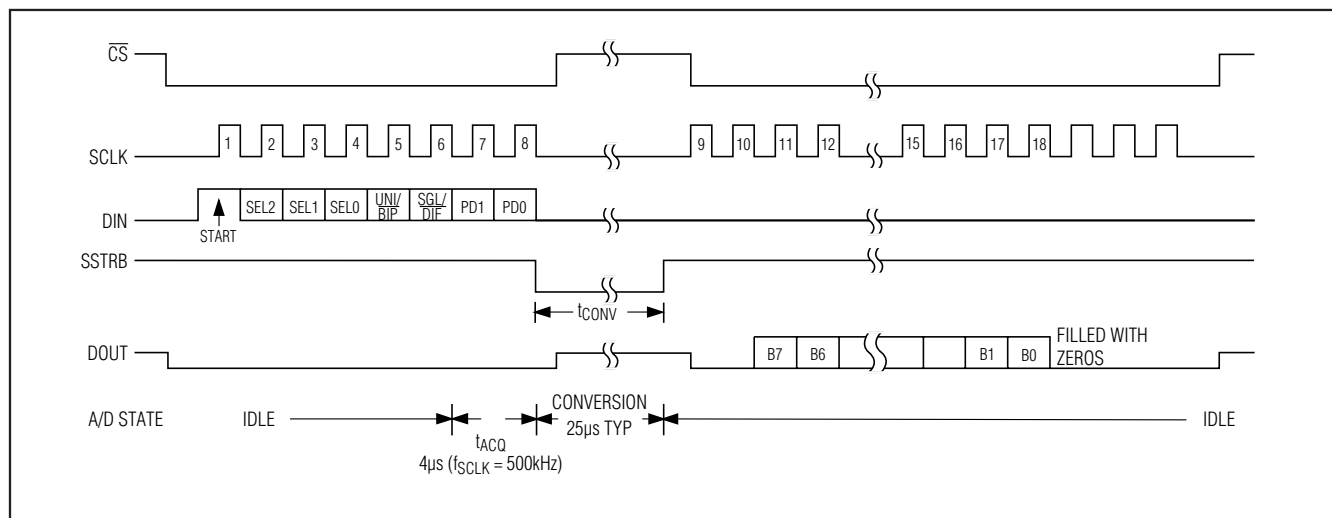 CS
SCLK 1 2 3 4 5 6 7 8 9 10 11 12 15 16 17 18
DIN SEL2 SEL1 SEL0 UNI/BIP SGL/DIF PD1 PD0
START
SSTRB
tCONV
DOUT B7 B6 B1 B0 FILLED WITH ZEROS
A/D STATE IDLE CONVERSION IDLE
25µs TYP
tACQ
4µs (fSCLK = 500kHz)